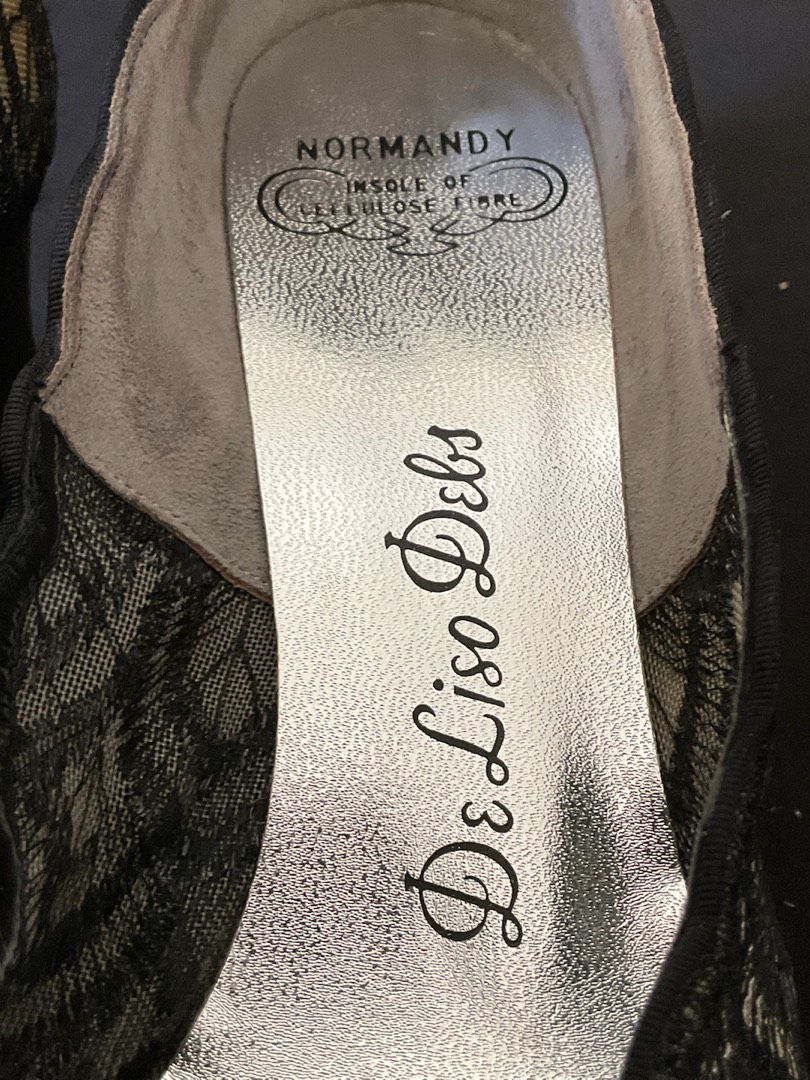 NORMANDY
INSOLE OF
CELLULOSE FIBRE
De Liso Debs